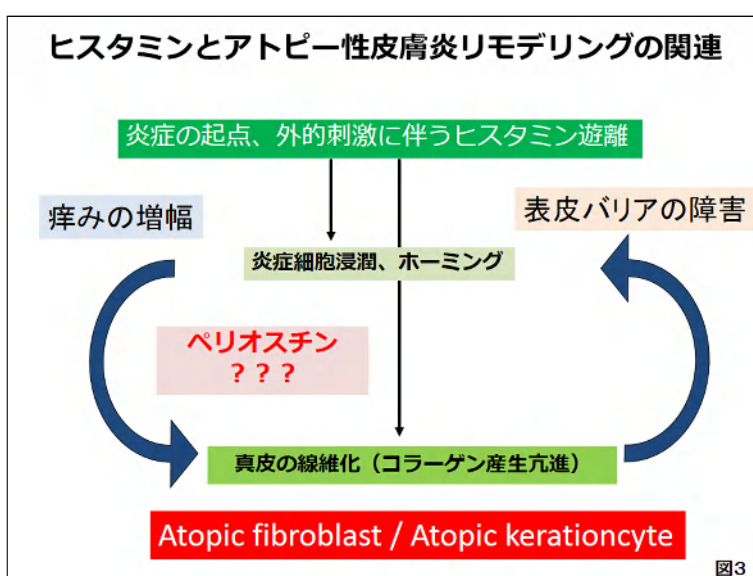 ヒスタミンとアトピー性皮膚炎リモデリングの関連
炎症の起点、外的刺激に伴うヒスタミン遊離
痒みの増幅
表皮バリアの障害
炎症細胞浸潤、ホーミング
ペリオスチン
？？？
真皮の線維化（コラーゲン産生亢進）
Atopic fibroblast / Atopic kerationcyte
図3